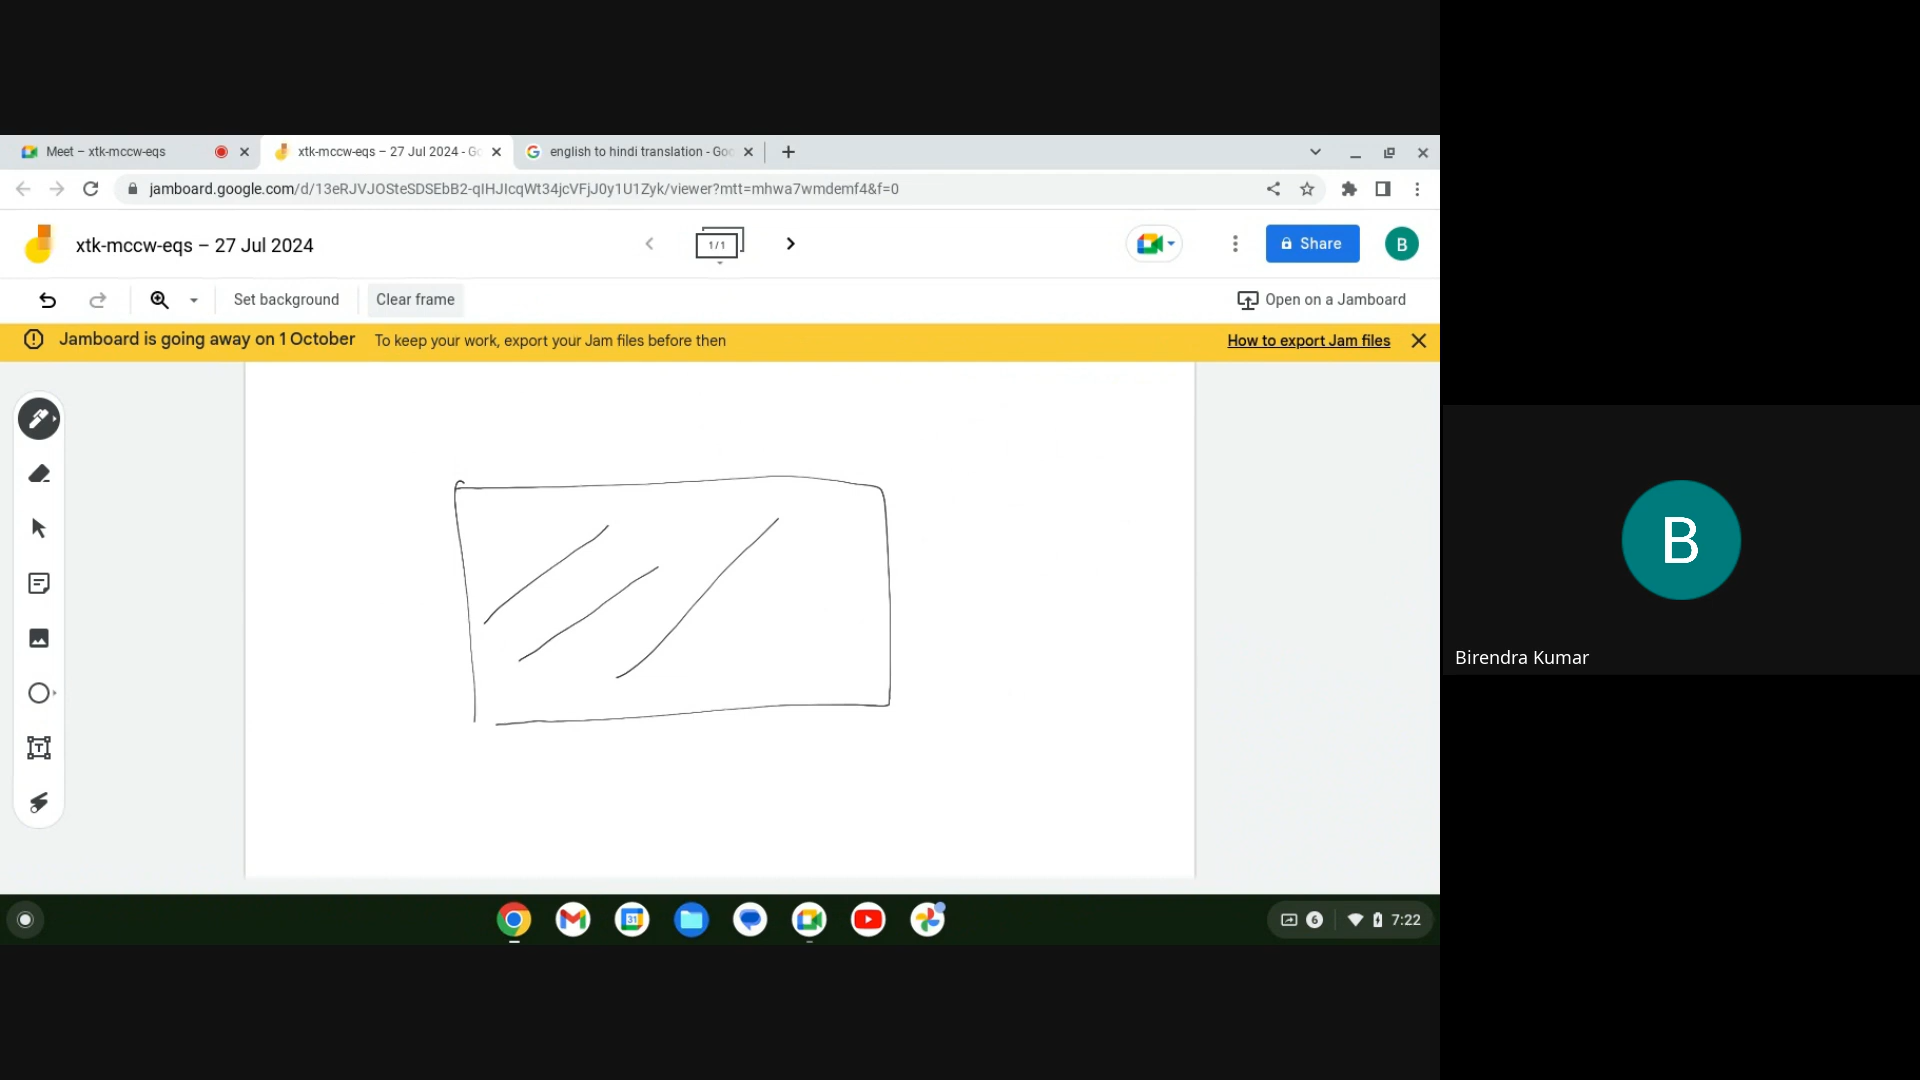 Meet – xtk-mccw-eqs
xtk-mccw-eqs – 27 Jul 2024 - Go
english to hindi translation - Goo
jamboard.google.com/d/13eRJVJOSteSDSEbB2-qIHJIcqWt34jcVFjJ0y1U1Zyk/viewer?mtt=mhwa7wmdemf4&f=0
xtk-mccw-eqs – 27 Jul 2024
1/1
Share
B
Set background
Clear frame
Open on a Jamboard
Jamboard is going away on 1 October To keep your work, export your Jam files before then
How to export Jam files
B
Birendra Kumar
31
6
7:22